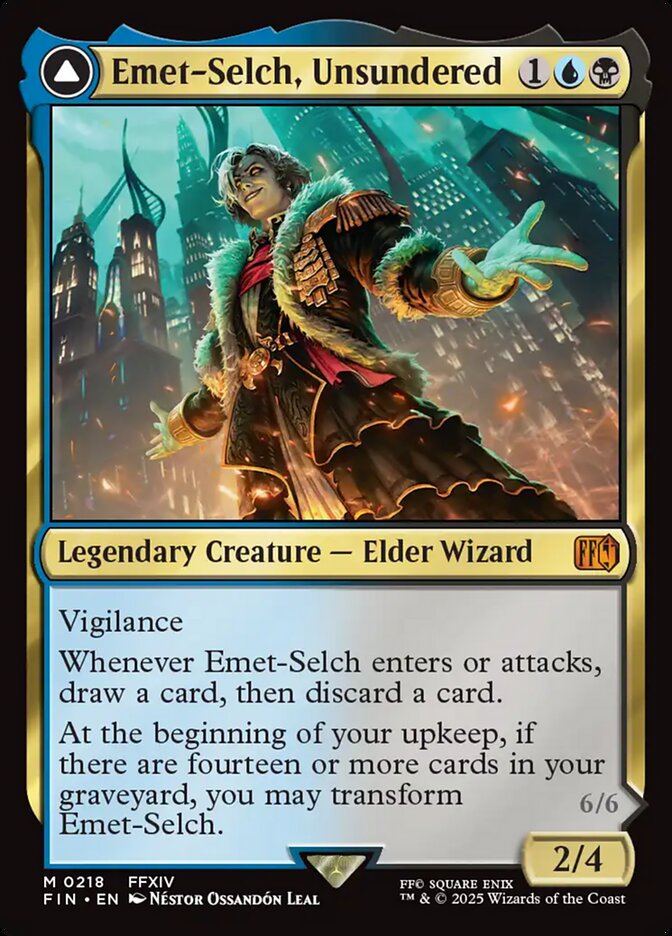 Emet-Selch, Unsundered 1
Legendary Creature — Elder Wizard
FF
Vigilance
Whenever Emet-Selch enters or attacks,
draw a card, then discard a card.
At the beginning of your upkeep, if
there are fourteen or more cards in your
graveyard, you may transform
Emet-Selch.
6/6
2/4
M 0218 FFXIV
FIN • EN Néstor Ossandón Leal
FF© SQUARE ENIX
™ & © 2025 Wizards of the Coast